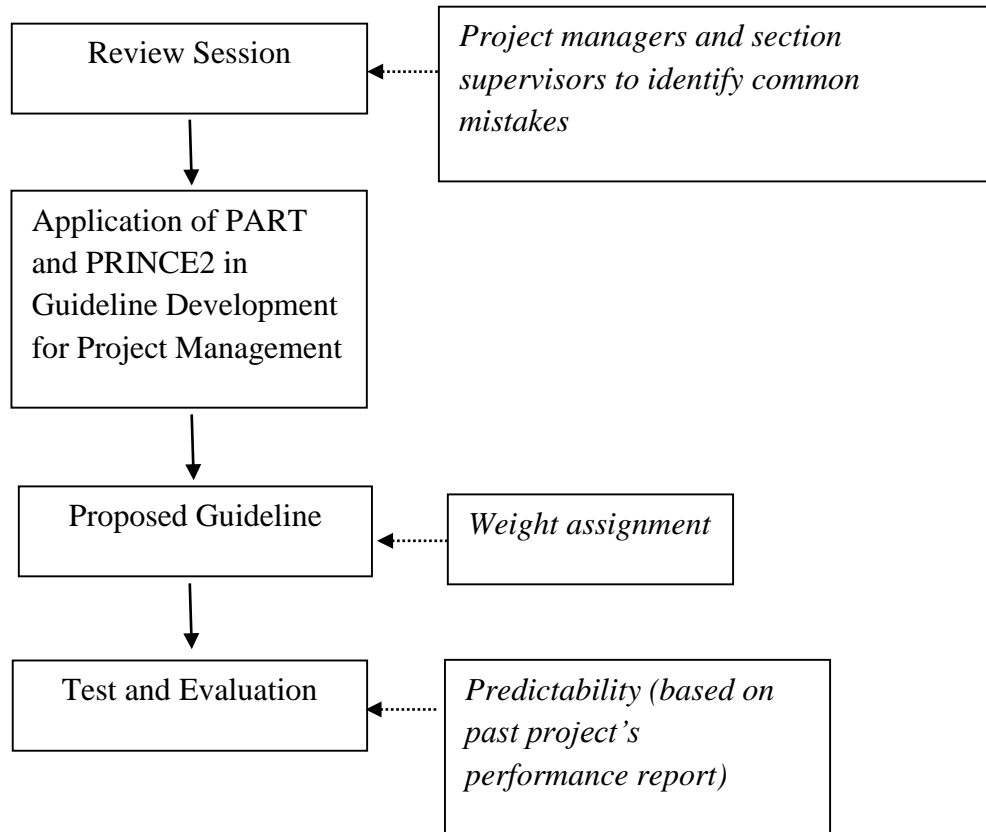 Review Session
Project managers and section
supervisors to identify common
mistakes
Application of PART
and PRINCE2 in
Guideline Development
for Project Management
Proposed Guideline
Weight assignment
Test and Evaluation
Predictability (based on
past project’s
performance report)